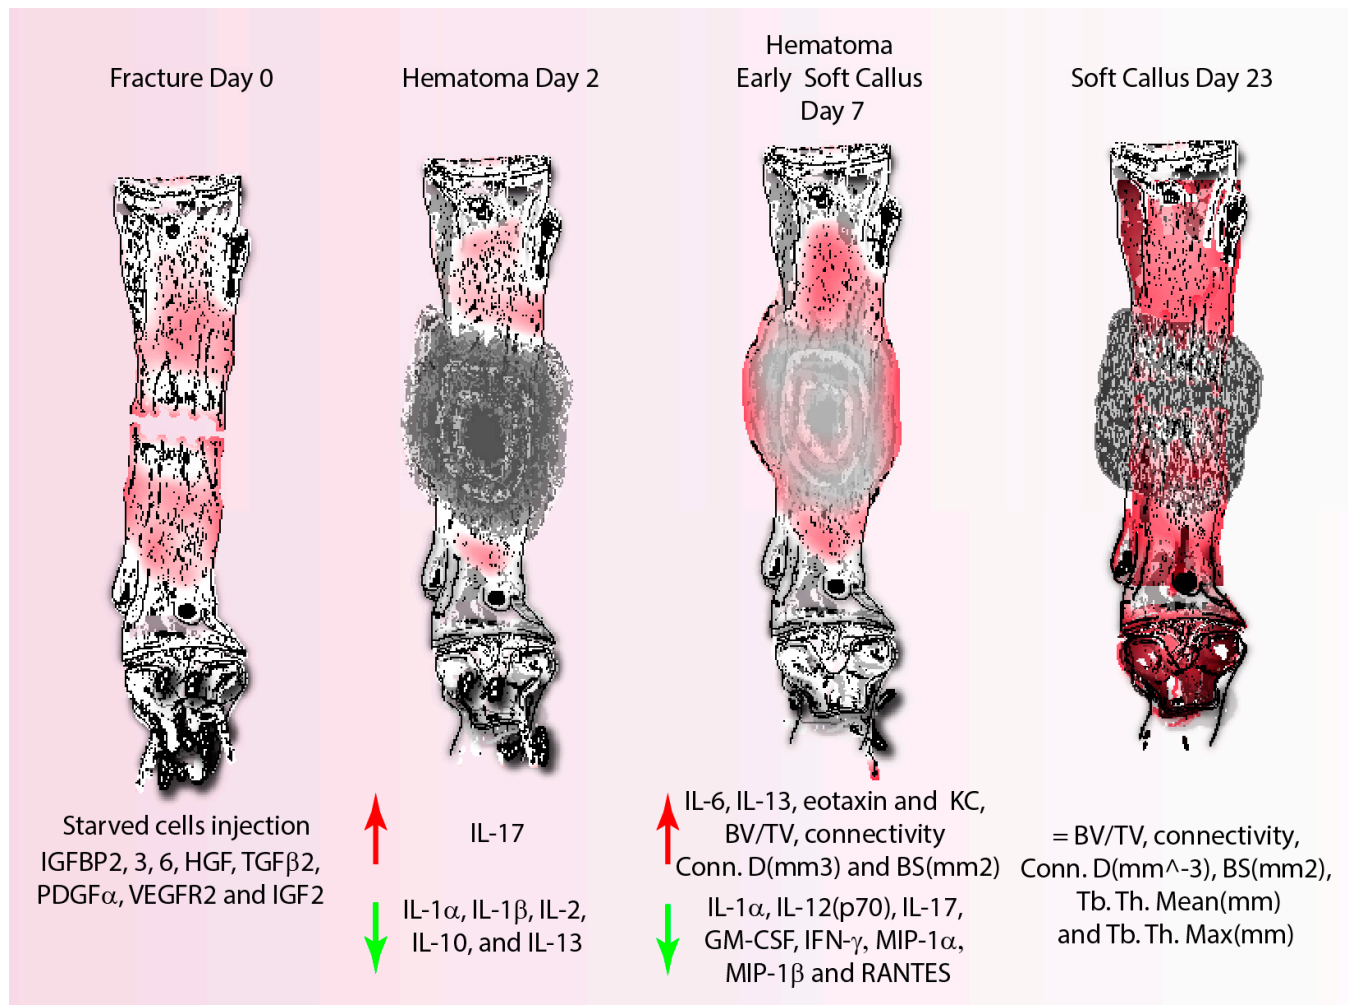 Fracture Day 0
Hematoma Day 2
Hematoma
Early Soft Callus
Day 7
Soft Callus Day 23
Starved cells injection
IGFBP2, 3, 6, HGF, TGFβ2,
PDGFα, VEGFR2 and IGF2
IL-17
IL-1α, IL-1β, IL-2,
IL-10, and IL-13
IL-6, IL-13, eotaxin and KC,
BV/TV, connectivity
Conn. D(mm3) and BS(mm2)
IL-1α, IL-12(p70), IL-17,
GM-CSF, IFN-γ, MIP-1α,
MIP-1β and RANTES
= BV/TV, connectivity,
Conn. D(mm^-3), BS(mm2),
Tb. Th. Mean(mm)
and Tb. Th. Max(mm)